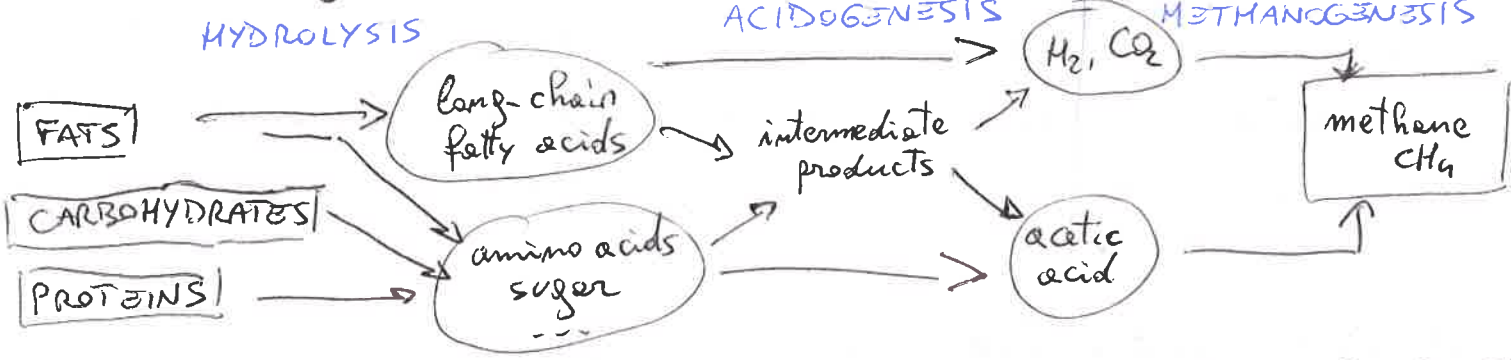 HYDROLYSIS
ACIDOGENESIS
METHANOGENESIS
FATS
CARBOHYDRATES
PROTEINS
long-chain
fatty acids
amino acids
sugar
---
intermediate
products
H₂, CO₂
acetic
acid
methane
CH₄